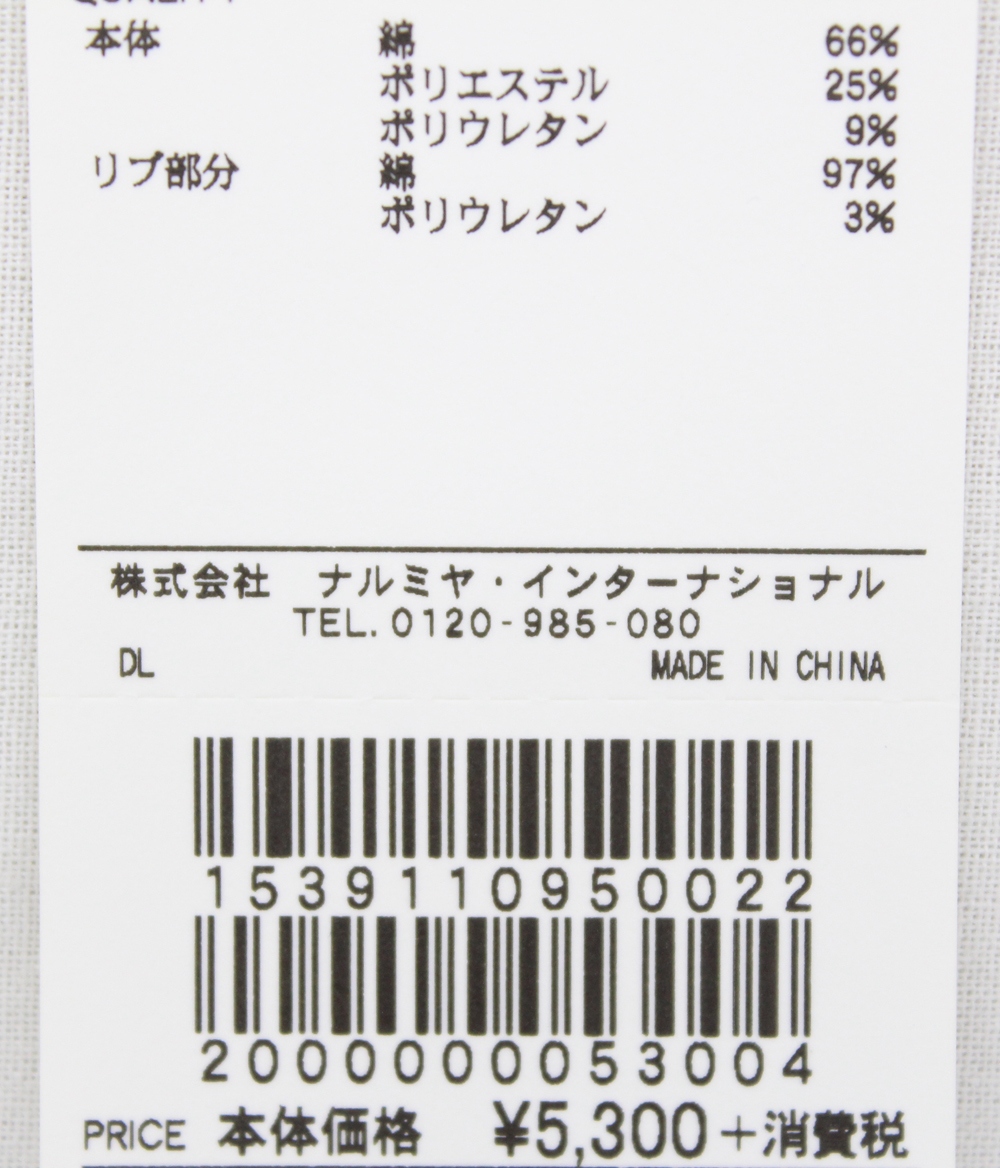 QUALITY
本体 綿 66%
ポリエステル 25%
ポリウレタン 9%
リブ部分 綿 97%
ポリウレタン 3%
株式会社 ナルミヤ・インターナショナル
TEL.0120-985-080
DL MADE IN CHINA
1539110950022
2000000053004
PRICE 本体価格 ¥5,300+消費税